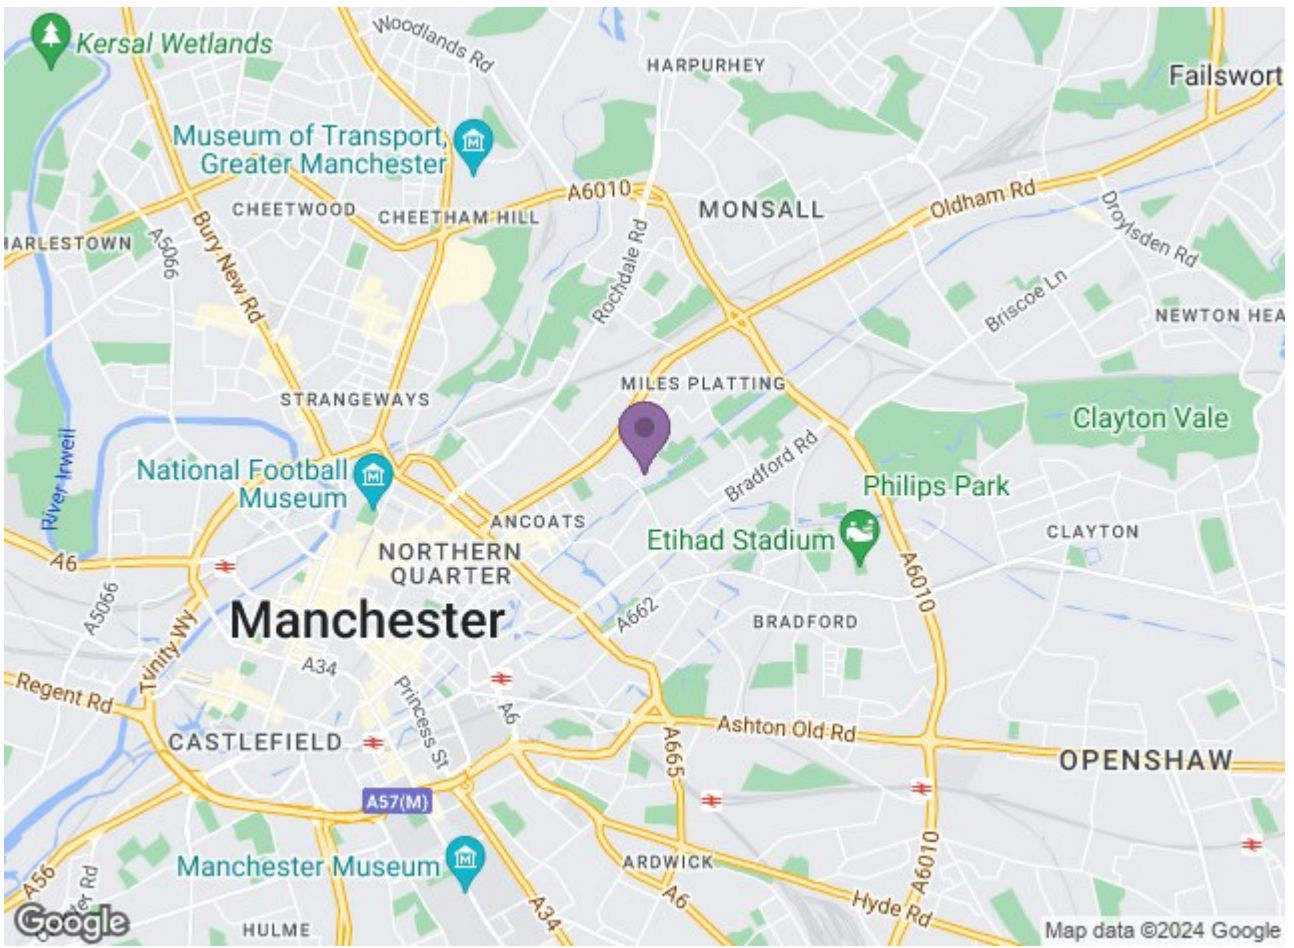 Woodlands Rd
Kersal Wetlands
HARPURHEY
Failswort
Museum of Transport,
Greater Manchester
A6010
Oldham Rd
CHEETWOOD
CHEETHAM HILL
MONSALL
Droylsden Rd
HARLESTOWN
A5066
Bury New Rd
Rochdale Rd
Briscoe Ln
NEWTON HEA
MILES PLATTING
STRANGEWAYS
Clayton Vale
River Irwell
National Football
Museum
Bradford Rd
Philips Park
ANCOATS
Etihad Stadium
CLAYTON
NORTHERN
QUARTER
A6
A6010
A5066
Manchester
A662
BRADFORD
Trinity Wy
A34
Regent Rd
Princess St
A6
CASTLEFIELD
A665
Ashton Old Rd
OPENSHAW
A57(M)
Manchester Museum
ARDWICK
A6010
A56
A6
Hyde Rd
A34
HULME
Rd
Google
Map data ©2024 Google